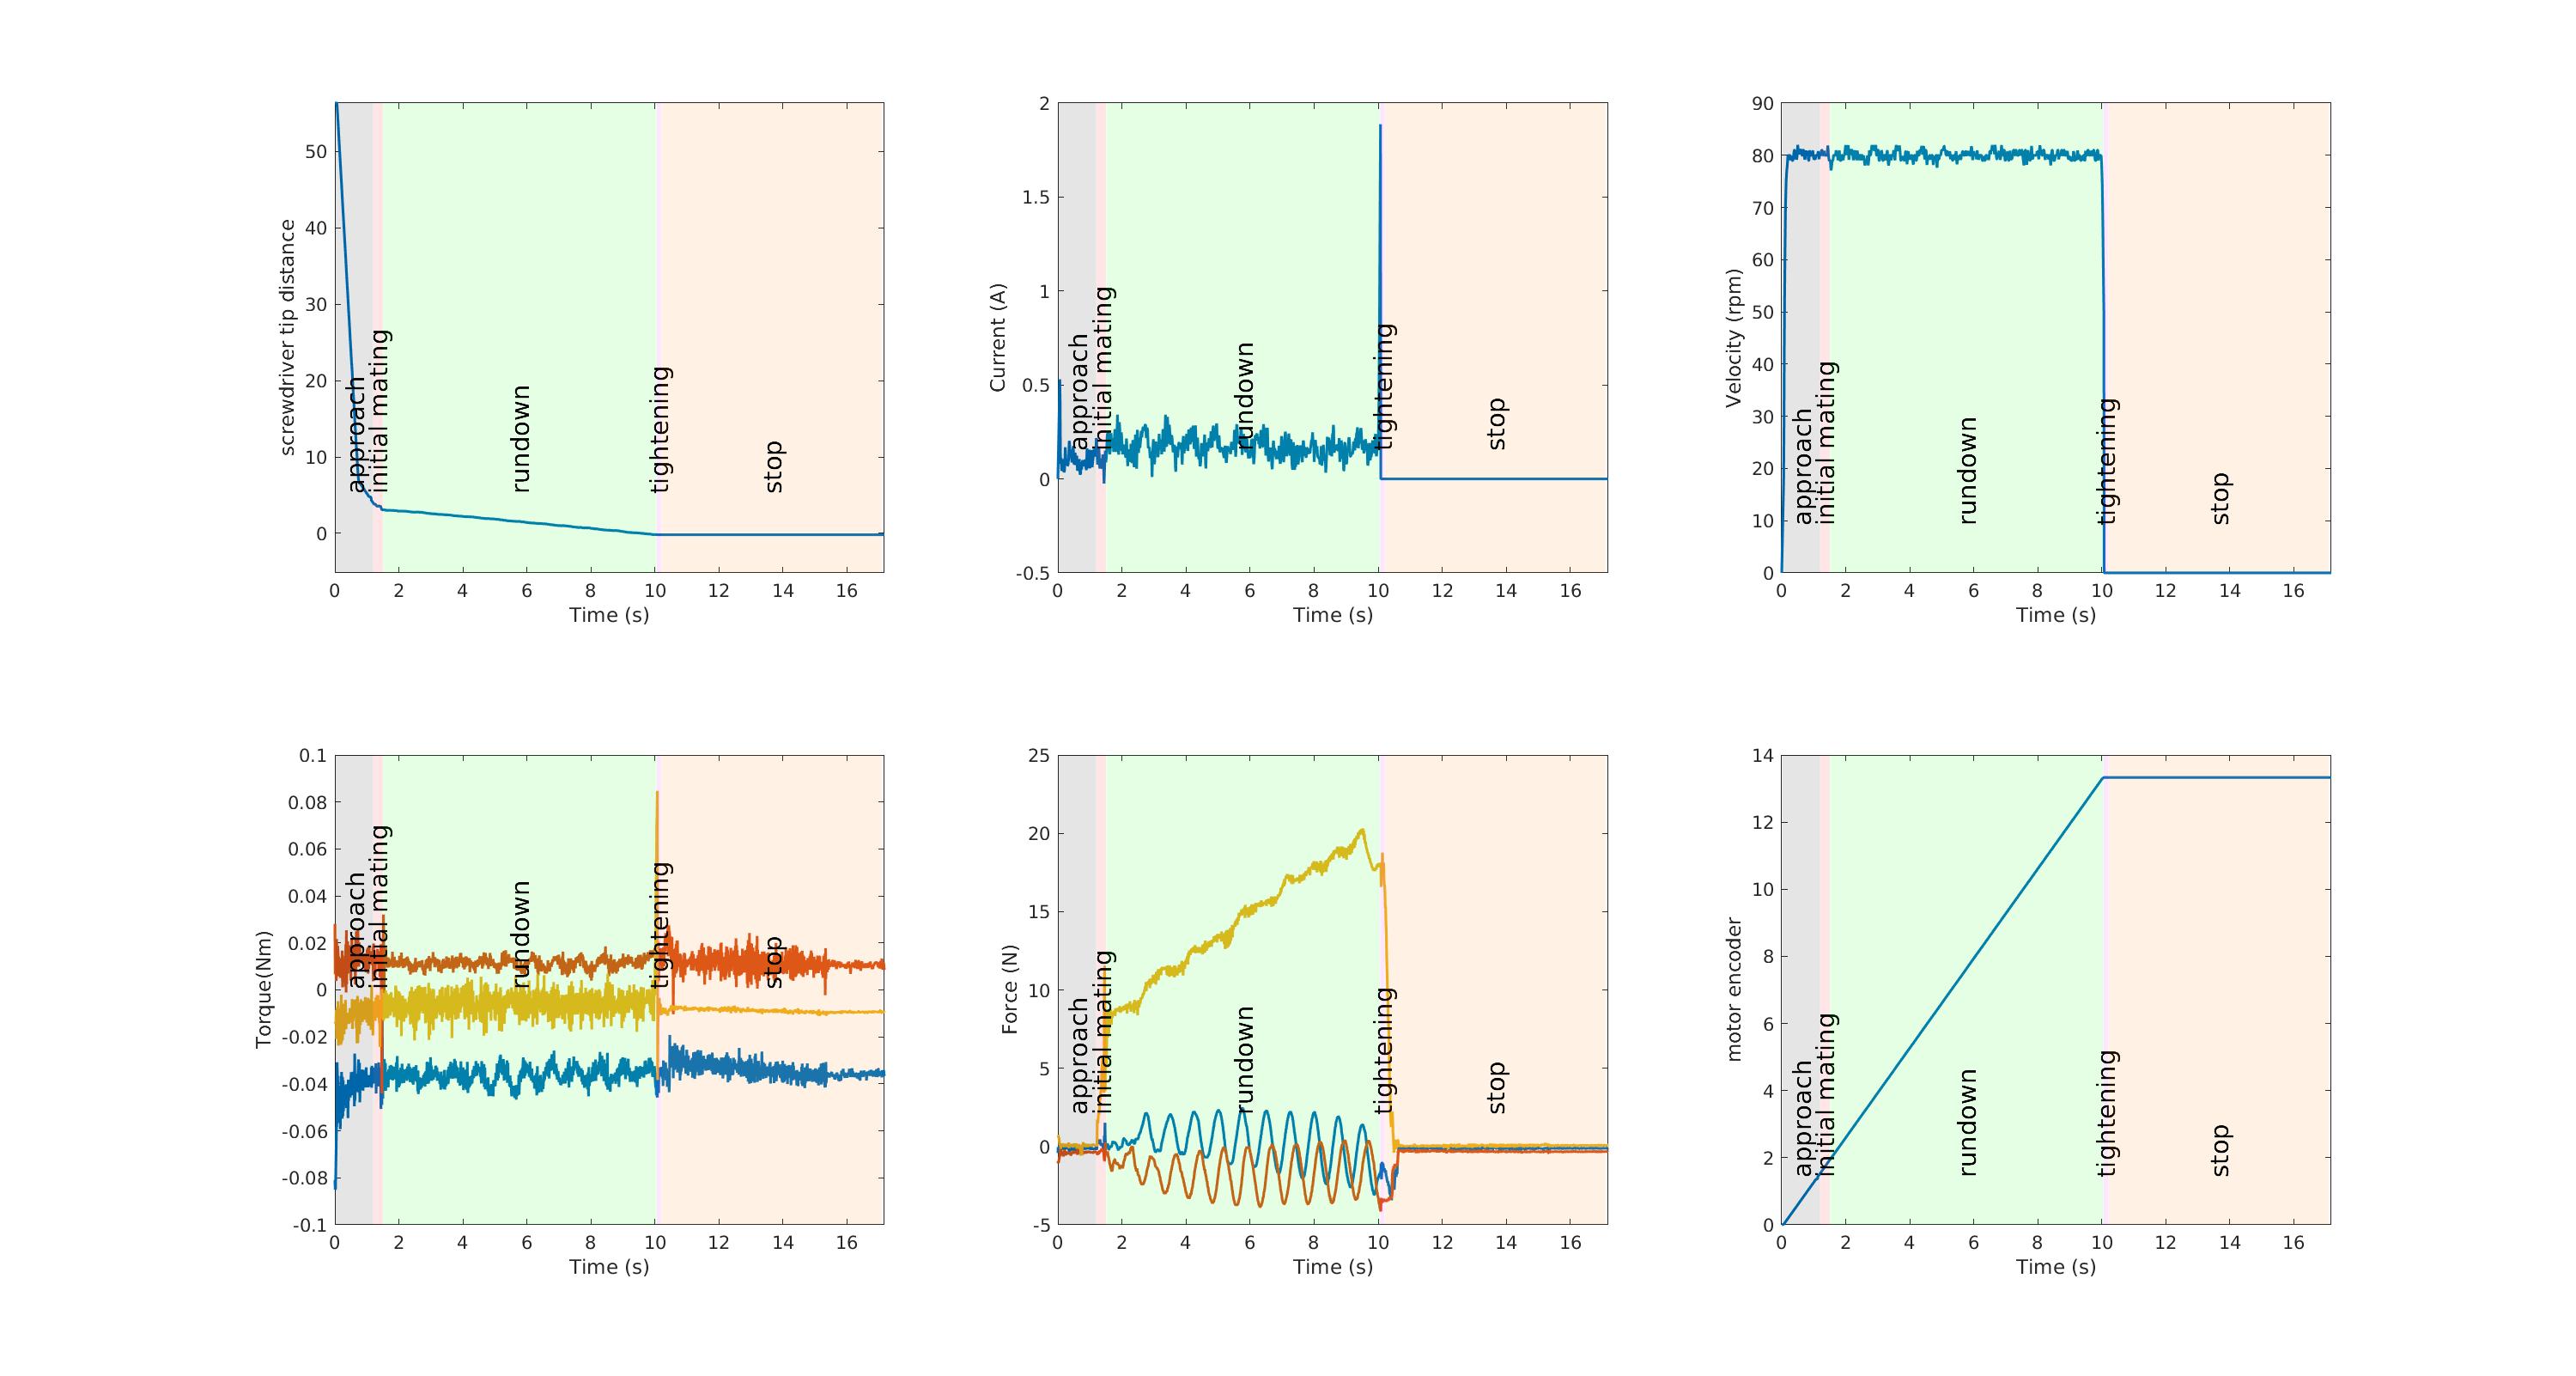 screwdriver tip distance
50
40
30
20
10
0
approach
initial mating
rundown
tightening
stop
0 2 4 6 8 10 12 14 16
Time (s)
Current (A)
2
1.5
1
0.5
0
-0.5
approach
initial mating
rundown
tightening
stop
0 2 4 6 8 10 12 14 16
Time (s)
Velocity (rpm)
90
80
70
60
50
40
30
20
10
0
approach
initial mating
rundown
tightening
stop
0 2 4 6 8 10 12 14 16
Time (s)
Torque(Nm)
0.1
0.08
0.06
0.04
0.02
0
-0.02
-0.04
-0.06
-0.08
-0.1
approach
initial mating
rundown
tightening
stop
0 2 4 6 8 10 12 14 16
Time (s)
Force (N)
25
20
15
10
5
0
-5
approach
initial mating
rundown
tightening
stop
0 2 4 6 8 10 12 14 16
Time (s)
motor encoder
14
12
10
8
6
4
2
0
approach
initial mating
rundown
tightening
stop
0 2 4 6 8 10 12 14 16
Time (s)